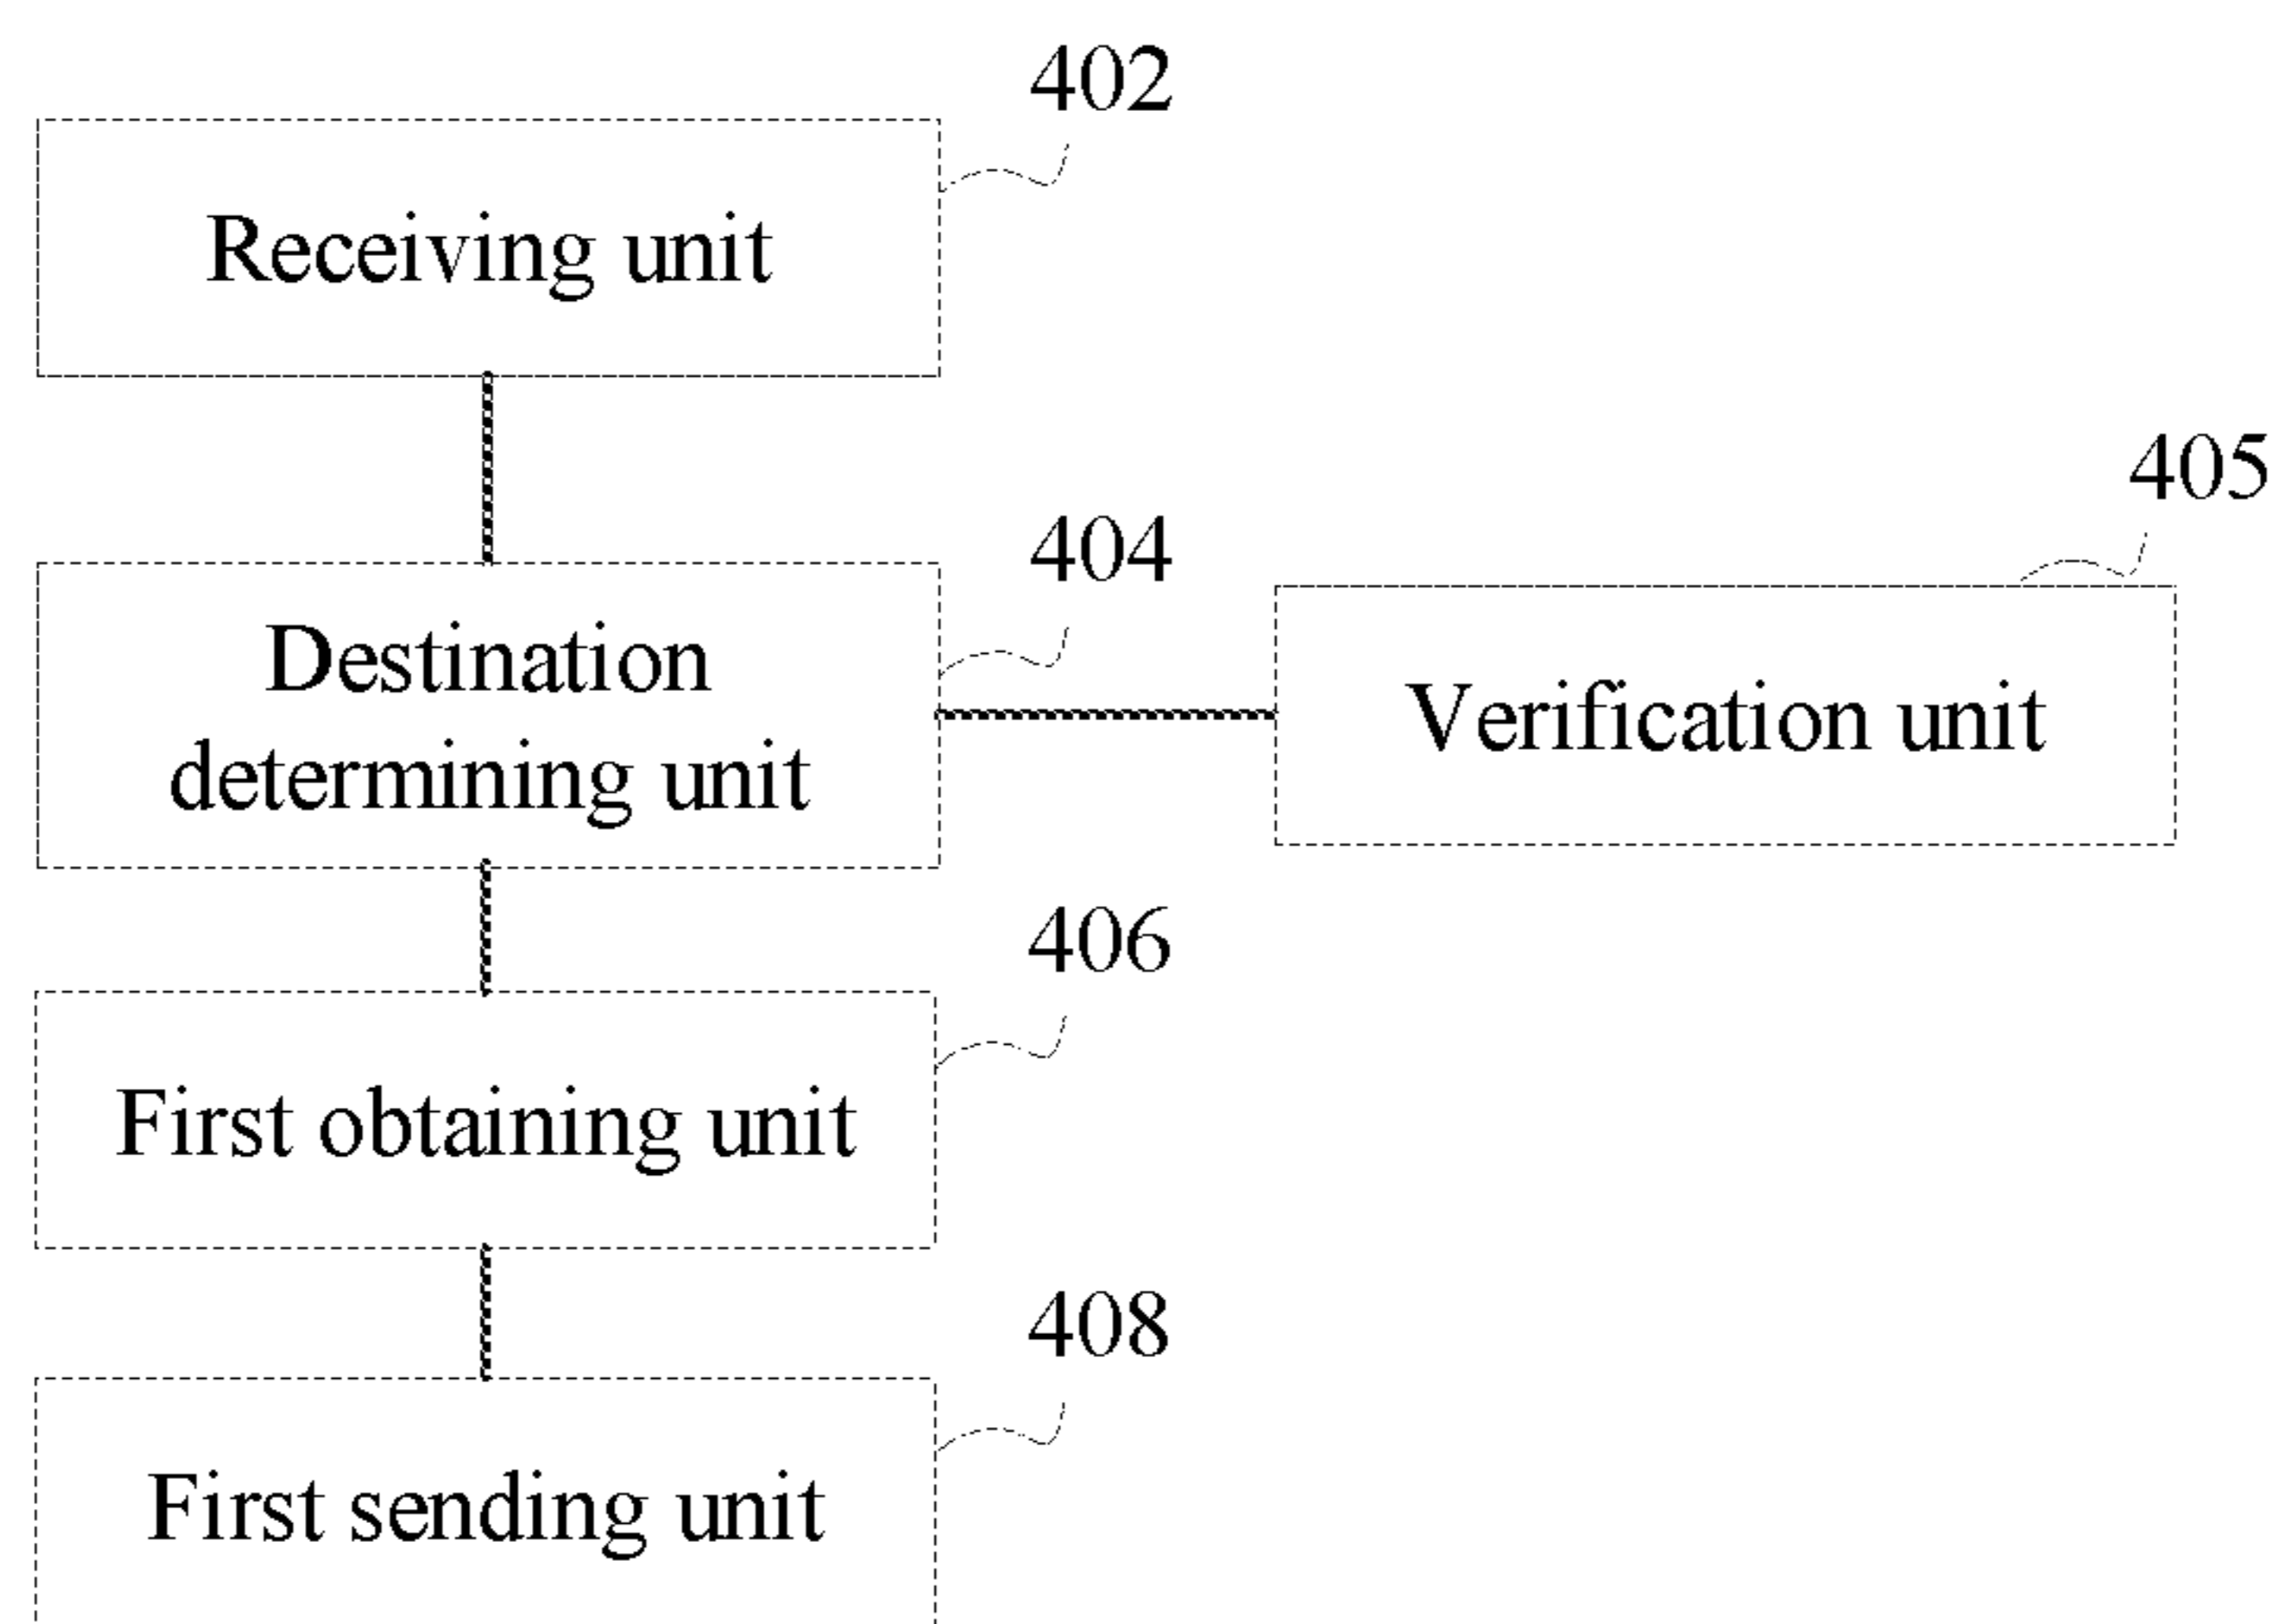 402
Receiving unit
405
404
Destination
determining unit
Verification unit
406
First obtaining unit
408
First sending unit